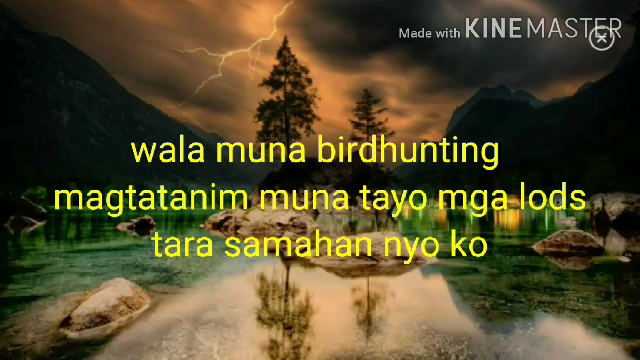 Made with KINEMASTER
wala muna birdhunting
magtatanim muna tayo mga lods
tara samahan nyo ko